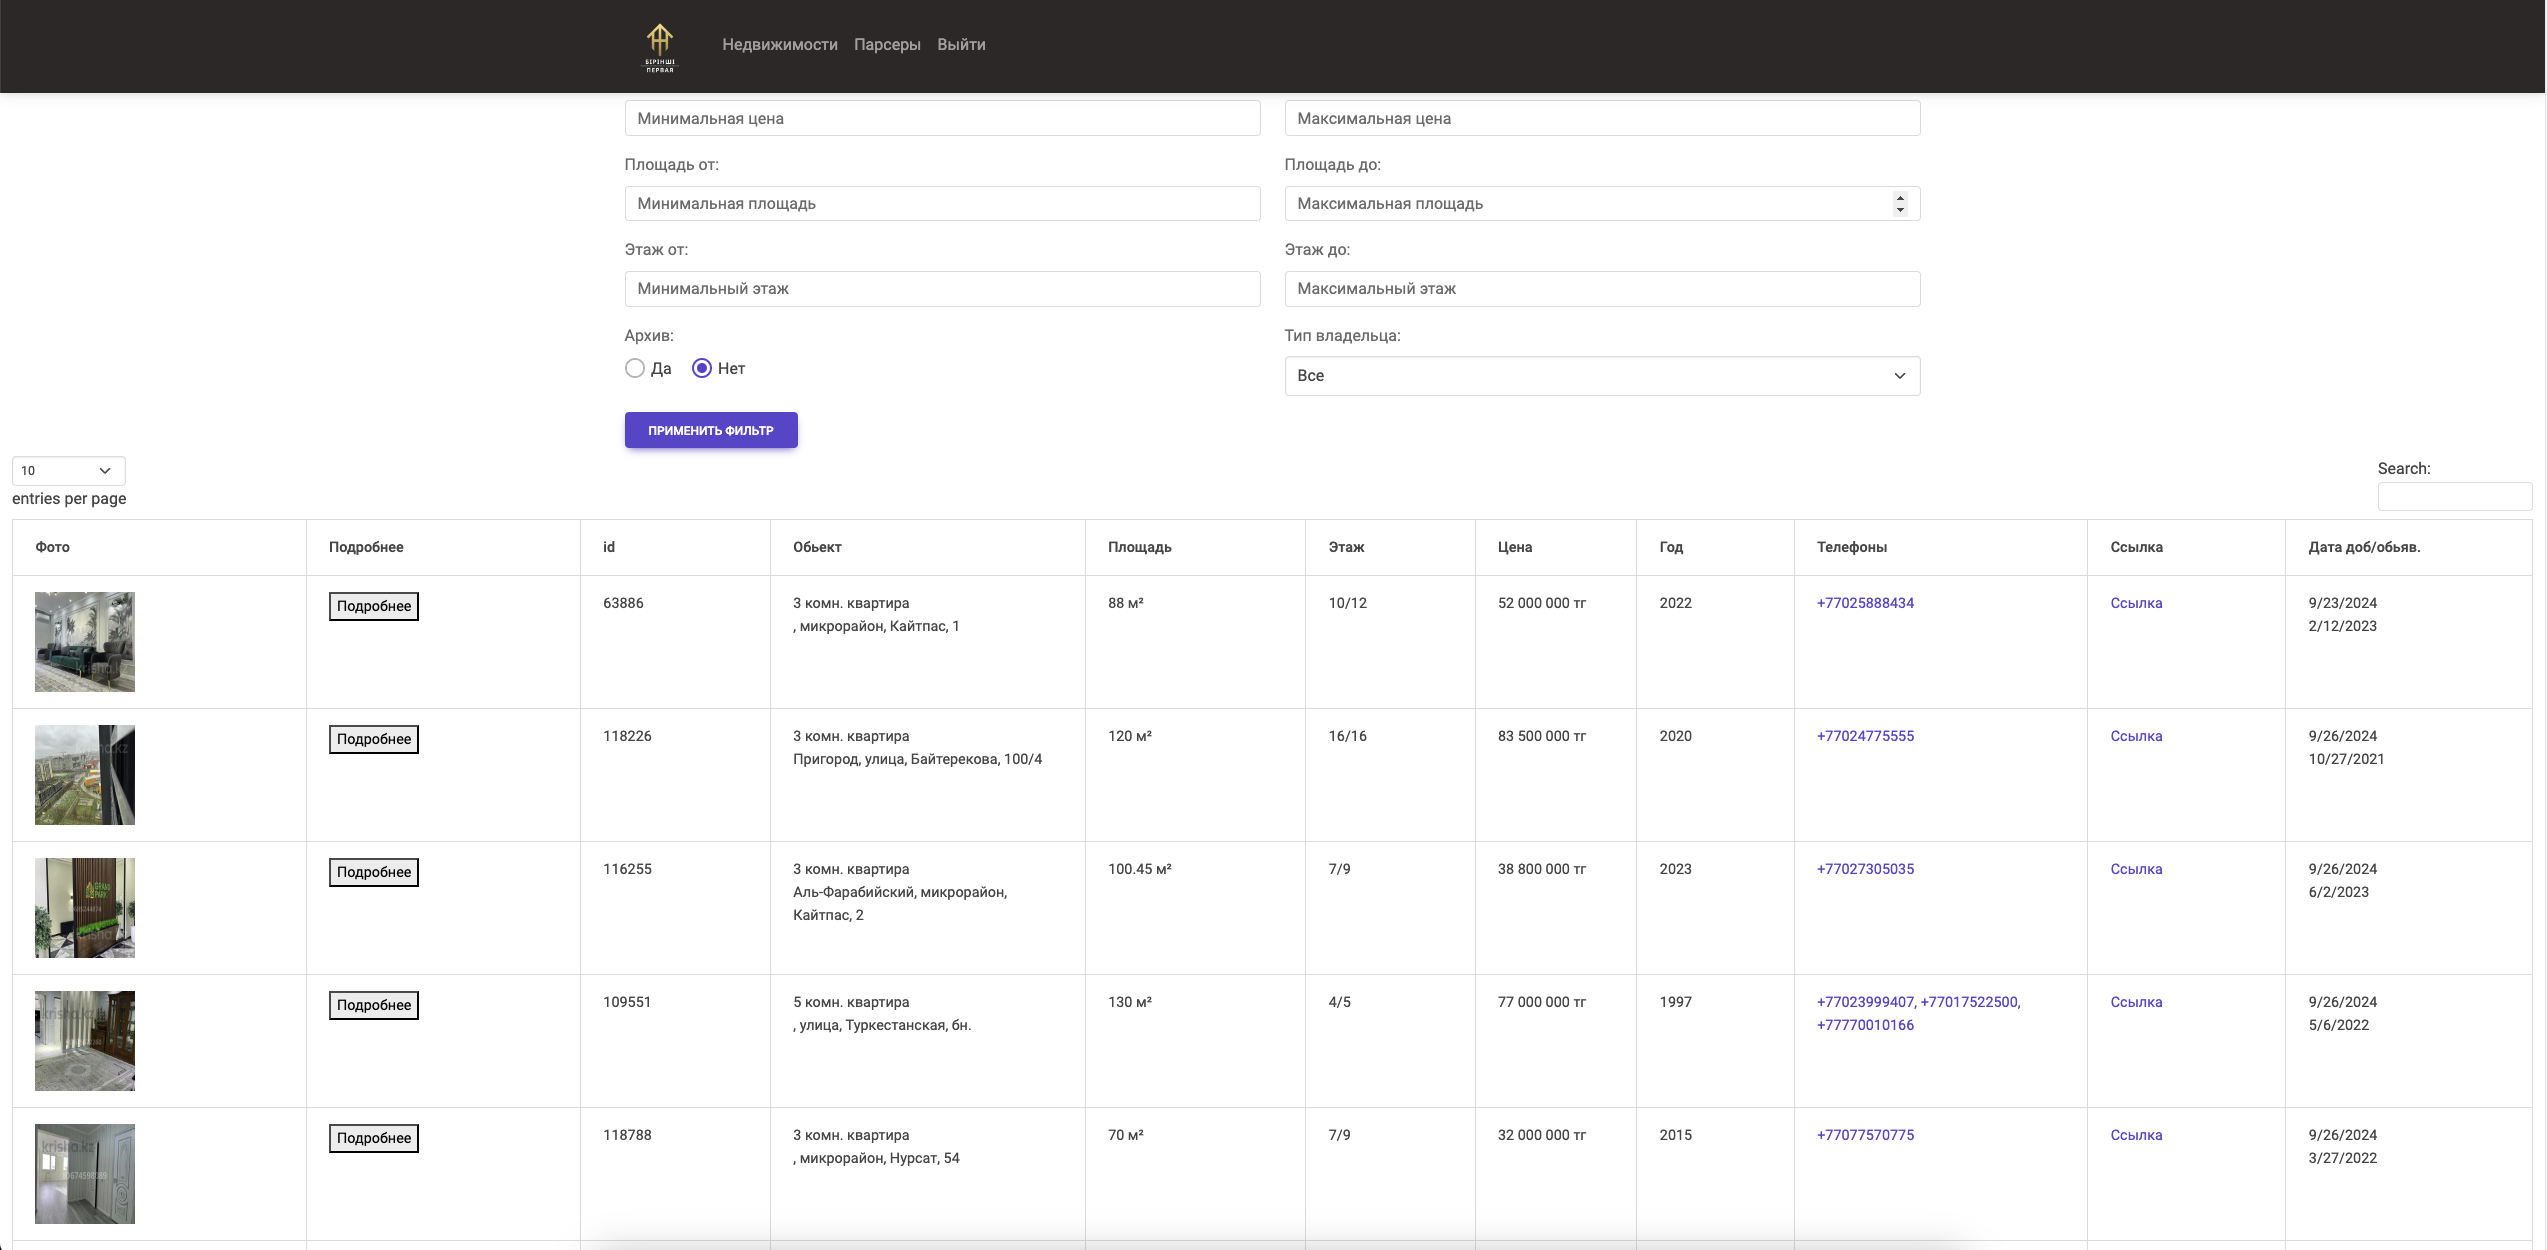 БІРІНШІ
ПЕРВАЯ
Недвижимости Парсеры Выйти
Минимальная цена
Максимальная цена
Площадь от:
Площадь до:
Минимальная площадь
Максимальная площадь
Этаж от:
Этаж до:
Минимальный этаж
Максимальный этаж
Архив:
Тип владельца:
Да Нет
Все
ПРИМЕНИТЬ ФИЛЬТР
10
entries per page
Search:
Фото Подробнее id Обьект Площадь Этаж Цена Год Телефоны Ссылка Дата доб/обьяв.
Подробнее 63886 3 комн. квартира 88 м² 10/12 52 000 000 тг 2022 +77025888434 Ссылка 9/23/2024
, микрорайон, Кайтпас, 1 2/12/2023
Подробнее 118226 3 комн. квартира 120 м² 16/16 83 500 000 тг 2020 +77024775555 Ссылка 9/26/2024
Пригород, улица, Байтерекова, 100/4 10/27/2021
Подробнее 116255 3 комн. квартира 100.45 м² 7/9 38 800 000 тг 2023 +77027305035 Ссылка 9/26/2024
Аль-Фарабийский, микрорайон, 6/2/2023
Кайтпас, 2
Подробнее 109551 5 комн. квартира 130 м² 4/5 77 000 000 тг 1997 +77023999407, +77017522500, Ссылка 9/26/2024
, улица, Туркестанская, бн. +77770010166 5/6/2022
krisha.kz
Подробнее 118788 3 комн. квартира 70 м² 7/9 32 000 000 тг 2015 +77077570775 Ссылка 9/26/2024
, микрорайон, Нурсат, 54 3/27/2022
krisha.kz